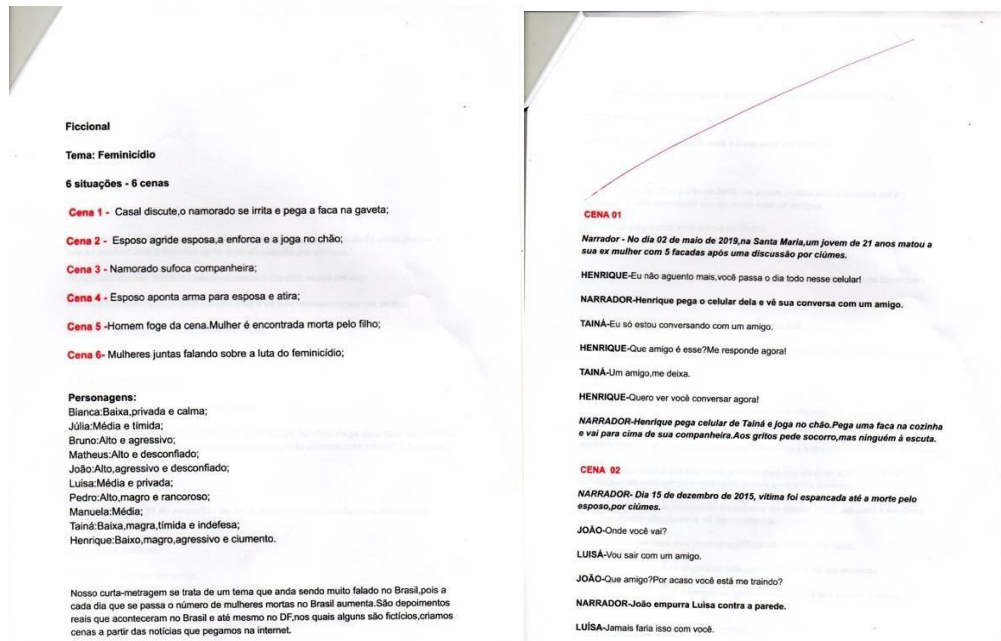 Ficcional
Tema: Feminicídio
6 situações - 6 cenas
Cena 1 - Casal discute,o namorado se irrita e pega a faca na gaveta;
Cena 2 - Esposo agride esposa,a enforca e a joga no chão;
Cena 3 - Namorado sufoca companheira;
Cena 4 - Esposo aponta arma para esposa e atira;
Cena 5 -Homem foge da cena.Mulher é encontrada morta pelo filho;
Cena 6- Mulheres juntas falando sobre a luta do feminicídio;
Personagens:
Bianca:Baixa,privada e calma;
Júlia:Média e tímida;
Bruno:Alto e agressivo;
Matheus:Alto e desconfiado;
João:Alto,agressivo e desconfiado;
Luisa:Média e privada;
Pedro:Alto,magro e rancoroso;
Manuela:Média;
Tainá:Baixa,magra,tímida e indefesa;
Henrique:Baixo,magro,agressivo e ciumento.
Nosso curta-metragem se trata de um tema que anda sendo muito falado no Brasil,pois a
cada dia que se passa o número de mulheres mortas no Brasil aumenta.São depoimentos
reais que aconteceram no Brasil e até mesmo no DF,nos quais alguns são fictícios,criamos
cenas a partir das notícias que pegamos na internet.
CENA 01
Narrador - No dia 02 de maio de 2019,na Santa Maria,um jovem de 21 anos matou a
sua ex mulher com 5 facadas após uma discussão por ciúmes.
HENRIQUE-Eu não aguento mais,você passa o dia todo nesse celular!
NARRADOR-Henrique pega o celular dela e vê sua conversa com um amigo.
TAINÁ-Eu só estou conversando com um amigo.
HENRIQUE-Que amigo é esse?Me responde agora!
TAINÁ-Um amigo,me deixa.
HENRIQUE-Quero ver você conversar agora!
NARRADOR-Henrique pega celular de Tainá e joga no chão.Pega uma faca na cozinha
e vai para cima de sua companheira.Aos gritos pede socorro,mas ninguém à escuta.
CENA 02
NARRADOR- Dia 15 de dezembro de 2015, vítima foi espancada até a morte pelo
esposo,por ciúmes.
JOÃO-Onde você vai?
LUISÁ-Vou sair com um amigo.
JOÃO-Que amigo?Por acaso você está me traindo?
NARRADOR-João empurra Luisa contra a parede.
LUÍSA-Jamais faria isso com você.